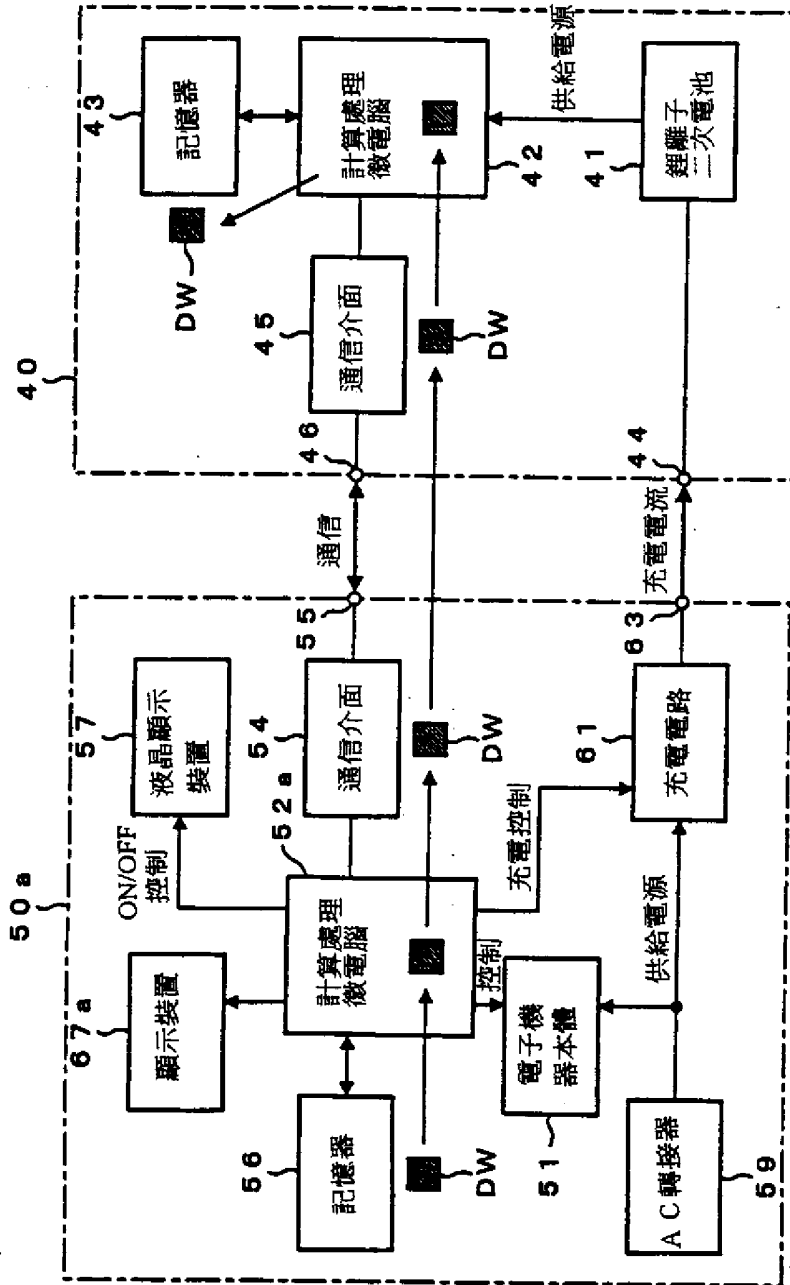 50a
40
67a
顯示裝置
57
液晶顯示
裝置
43
記憶器
ON/OFF
控制
DW
56
記憶器
計算處理
微電腦
52a
54
通信介面
55
通信
46
45
通信介面
計算處理
微電腦
42
DW
DW
DW
控制
充電控制
供給電源
51
電子機
器本體
59
AC轉接器
供給電源
61
充電電路
63
充電電流
44
41
鋰離子
二次電池